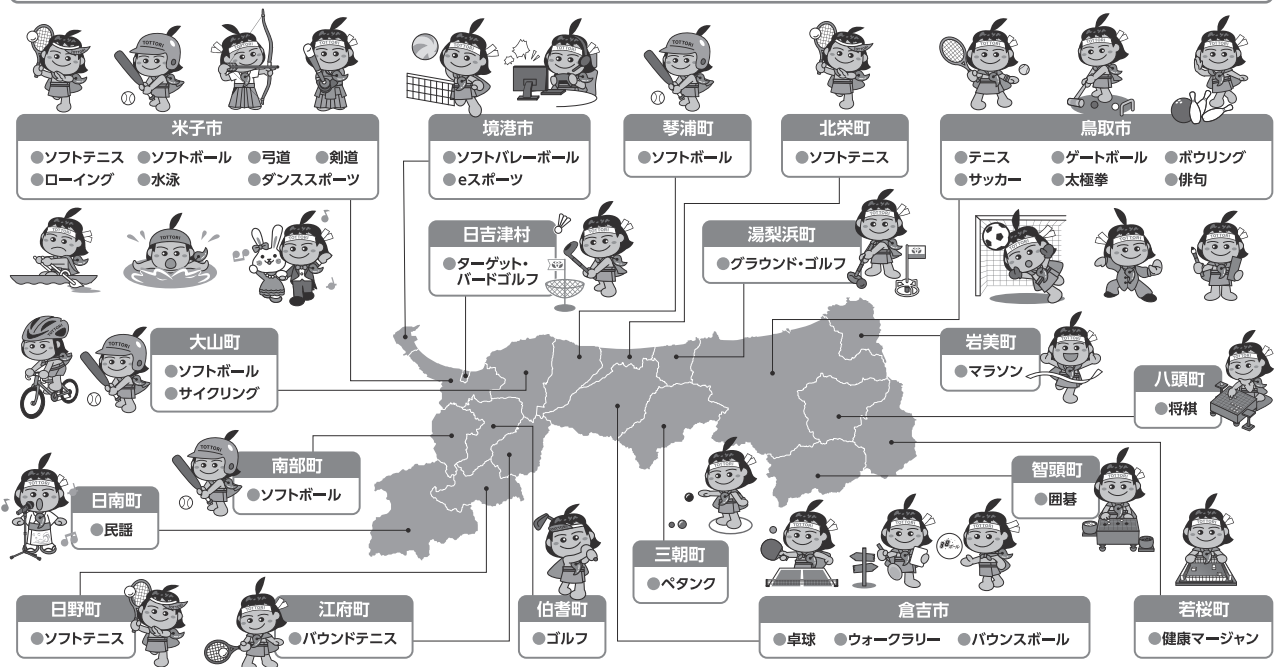 米子市
●ソフトテニス ●ソフトボール ●弓道 ●剣道
●ローイング ●水泳 ●ダンススポーツ
境港市
●ソフトバレーボール
●eスポーツ
琴浦町
●ソフトボール
北栄町
●ソフトテニス
鳥取市
●テニス ●ゲートボール ●ボウリング
●サッカー ●太極拳 ●俳句
日吉津村
●ターゲット・
バードゴルフ
湯梨浜町
●グラウンド・ゴルフ
大山町
●ソフトボール
●サイクリング
岩美町
●マラソン
八頭町
●将棋
南部町
●ソフトボール
智頭町
●囲碁
日南町
●民謡
三朝町
●ペタンク
日野町
●ソフトテニス
江府町
●バウンドテニス
伯耆町
●ゴルフ
倉吉市
●卓球 ●ウォークラリー ●バウンスボール
若桜町
●健康マージャン
TOTTORI
TOTTORI
TOTTORI
TOTTORI
TOTTORI